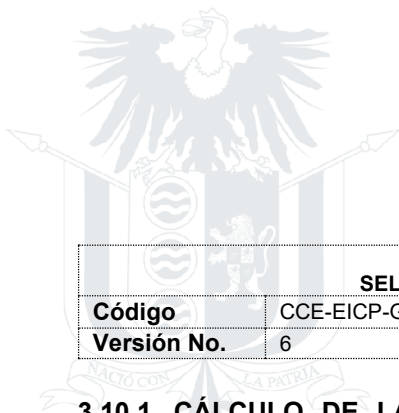 SEL
Código CCE-EICP-G
Versión No. 6
NACIÓ CON LA PATRIA
3.10.1 CÁLCULO DE LA